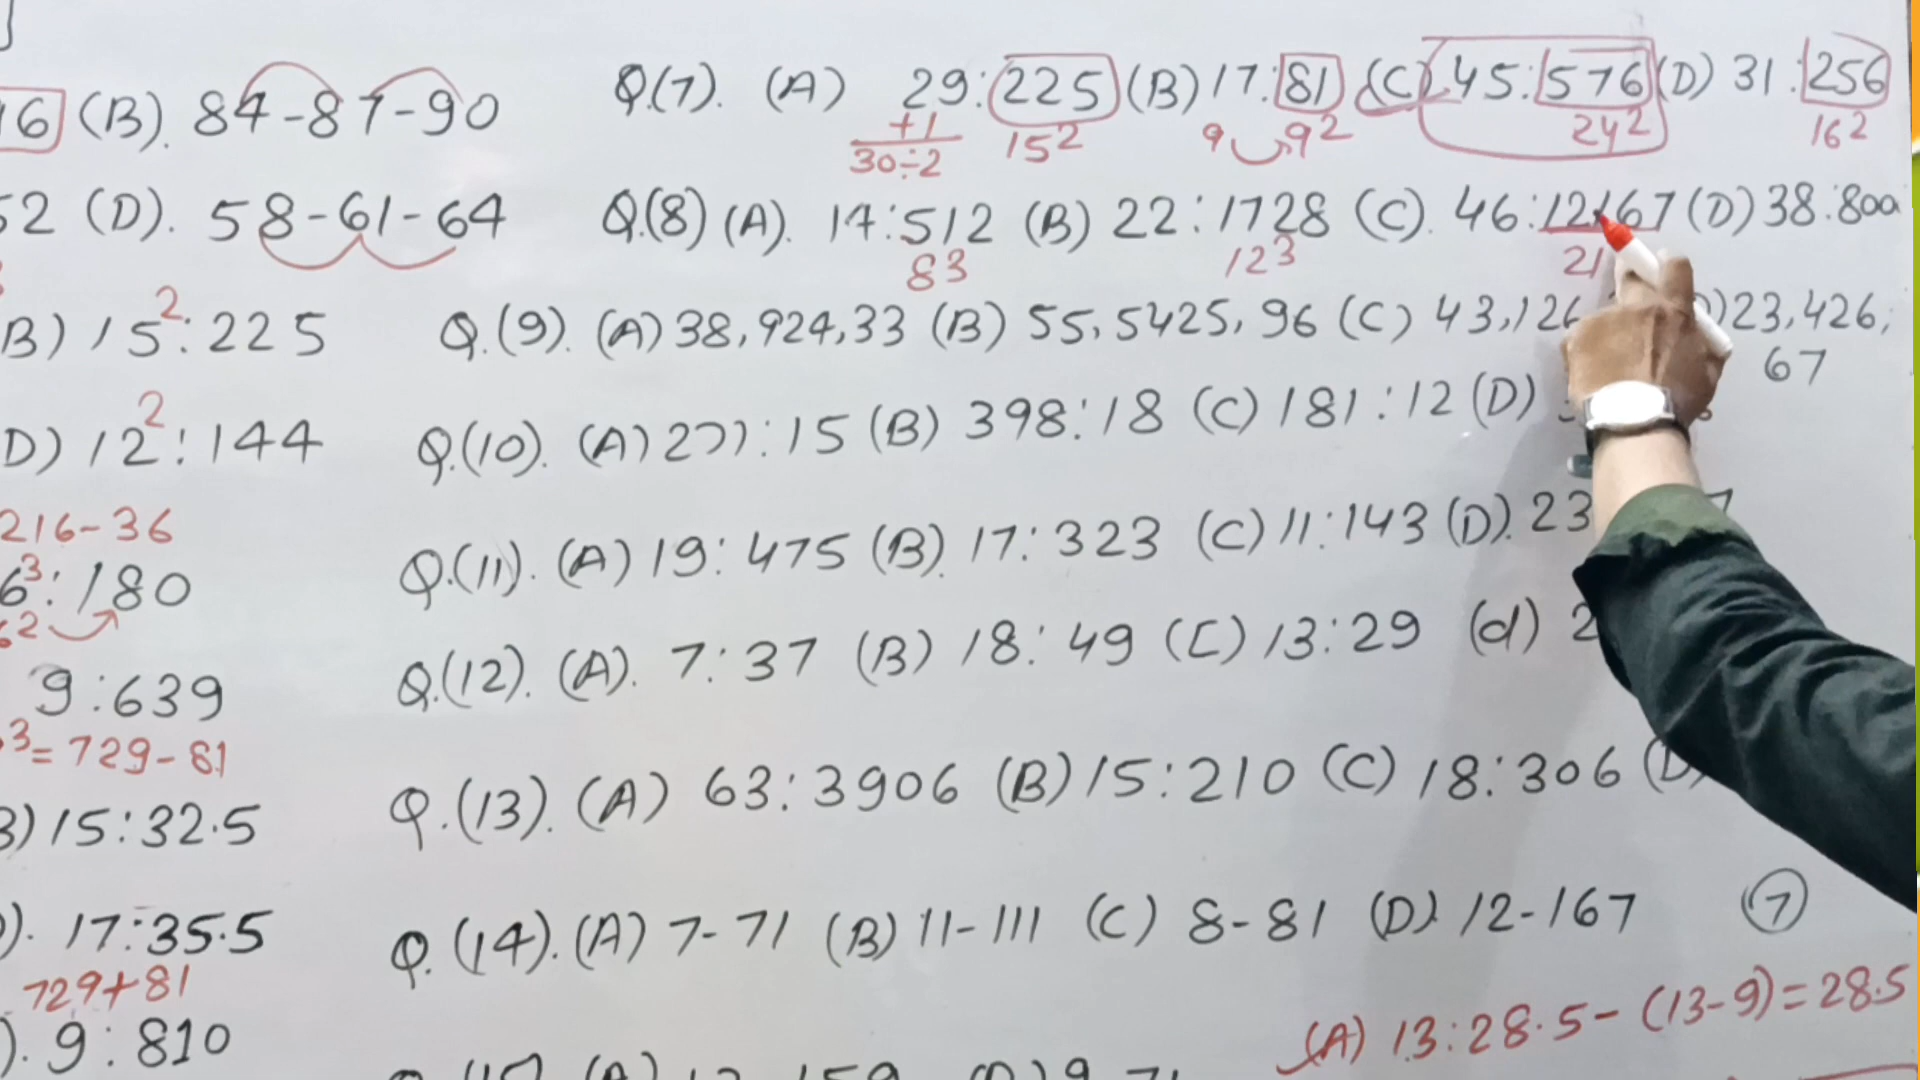 16 (B). 84-87-90
52 (D). 58-61-64
B) 15²:225
D) 12²:144
216-36
6³:180
6²
9:639
³=729-81
B) 15:32.5
). 17:35.5
729+81
). 9:810
Q.(7). (A) 29:225 (B) 17:81 (C) 45:576 (D) 31:256
+1 15² 9 9² 24² 16²
30÷2
Q.(8) (A). 17:512 (B) 22:1728 (C). 46:12167 (D) 38:800
8³ 12³ 21
Q.(9). (A) 38,924,33 (B) 55,5425,96 (C) 43,126 23,426,
67
Q.(10). (A) 277:15 (B) 398:18 (C) 181:12 (D)
Q.(11). (A) 19:475 (B). 17:323 (C) 11:143 (D). 23
Q.(12). (A). 7:37 (B) 18:49 (C) 13:29 (d) 2
Q.(13). (A) 63:3906 (B) 15:210 (C) 18:306 (D)
Q.(14). (A) 7-71 (B) 11-111 (C) 8-81 (D) 12-167 7
(A) 13:28.5-(13-9)=28.5